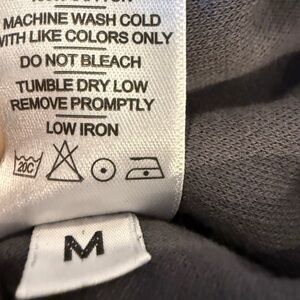 MACHINE WASH COLD
WITH LIKE COLORS ONLY
DO NOT BLEACH
TUMBLE DRY LOW
REMOVE PROMPTLY
LOW IRON
20C
M